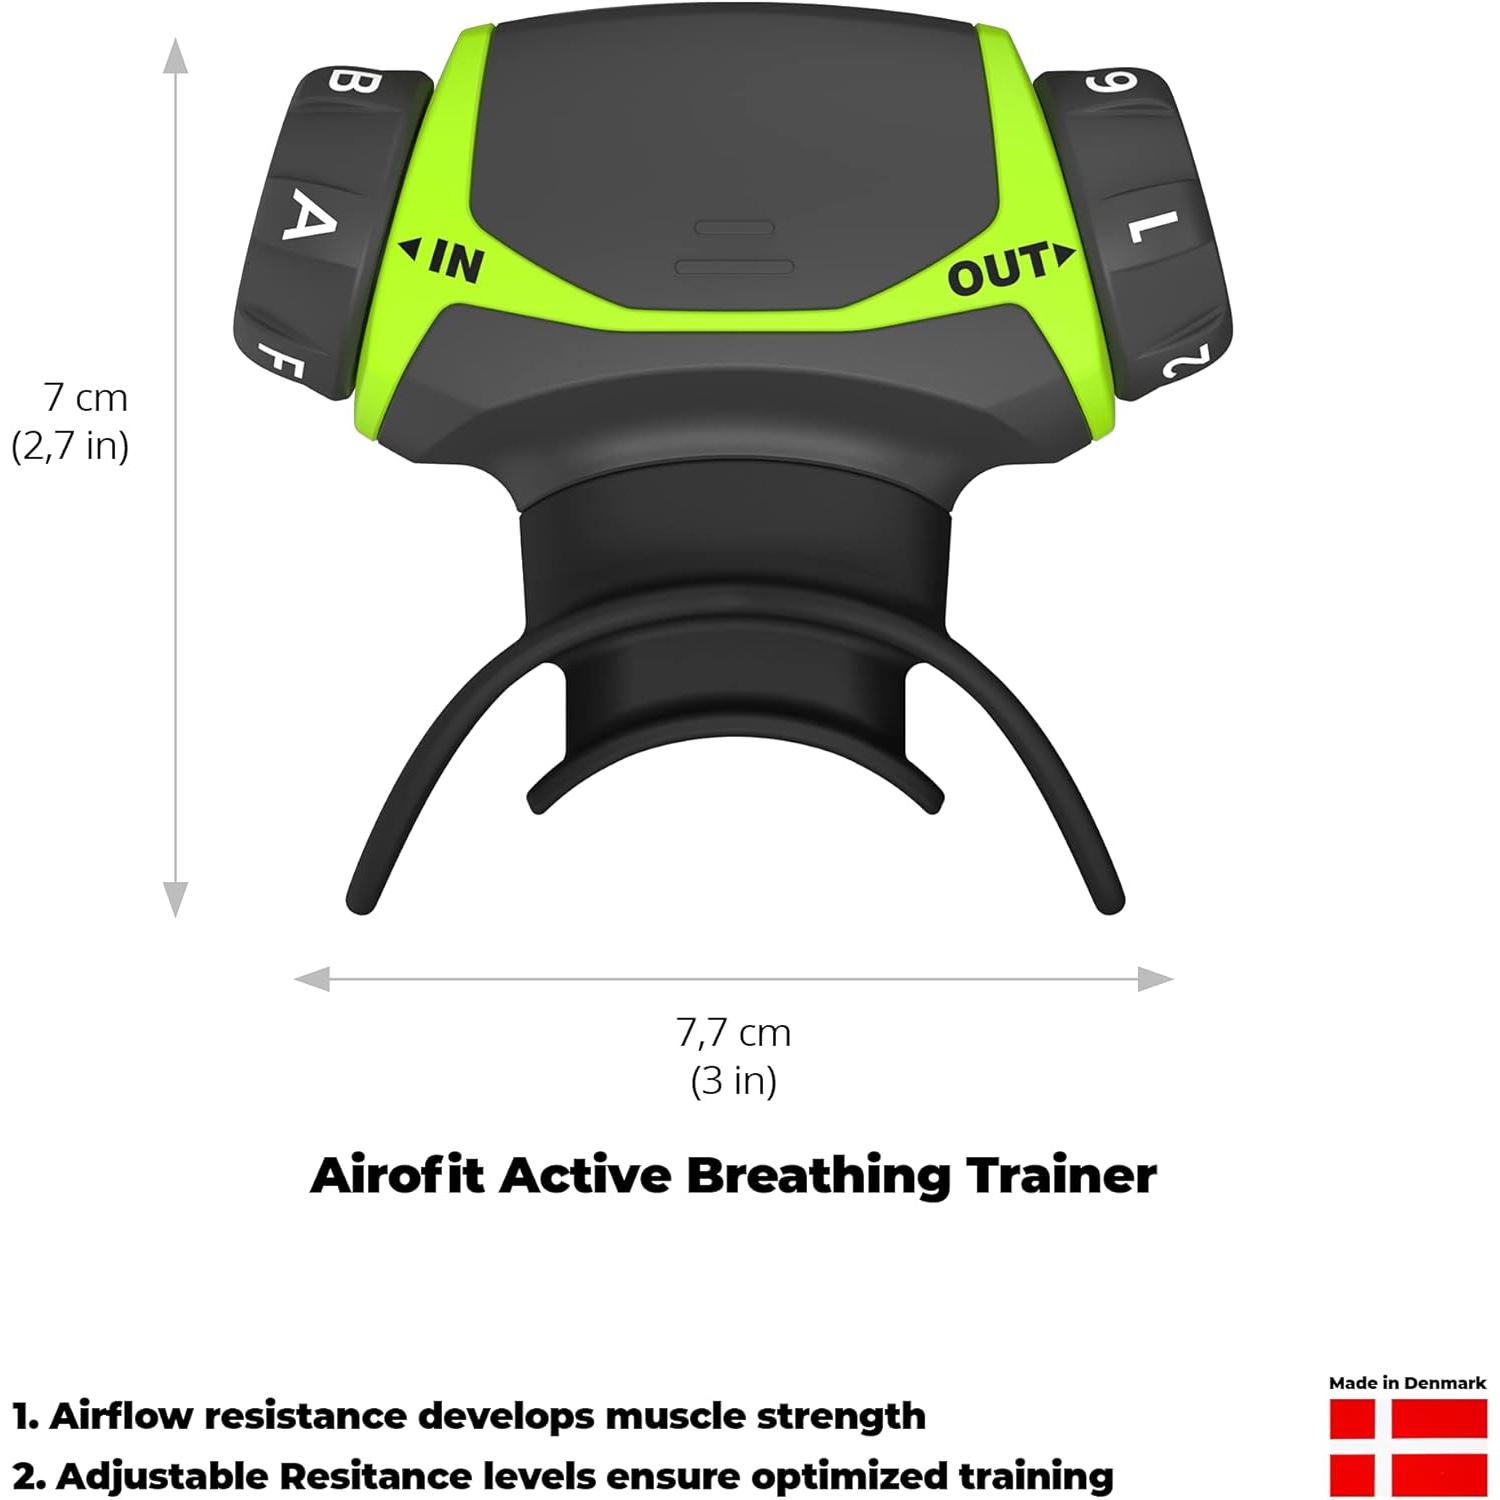 B
6
A
1
◄IN
OUT►
F
2
7 cm
(2,7 in)
7,7 cm
(3 in)
Airofit Active Breathing Trainer
Made in Denmark
1. Airflow resistance develops muscle strength
2. Adjustable Resitance levels ensure optimized training